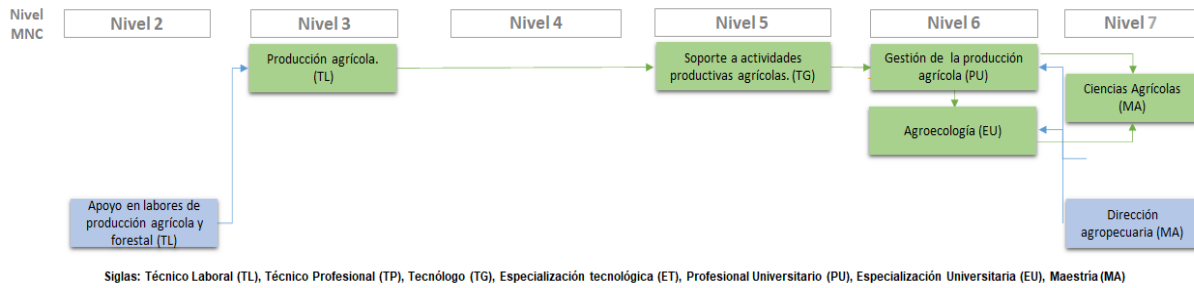 Nivel
MNC
Nivel 2
Nivel 3
Nivel 4
Nivel 5
Nivel 6
Nivel 7
Producción agrícola.
(TL)
Soporte a actividades
productivas agrícolas. (TG)
Gestión de la producción
agrícola (PU)
Ciencias Agrícolas
(MA)
Agroecología (EU)
Apoyo en labores de
producción agrícola y
forestal (TL)
Dirección
agropecuaria (MA)
Siglas: Técnico Laboral (TL), Técnico Profesional (TP), Tecnólogo (TG), Especialización tecnológica (ET), Profesional Universitario (PU), Especialización Universitaria (EU), Maestría (MA)